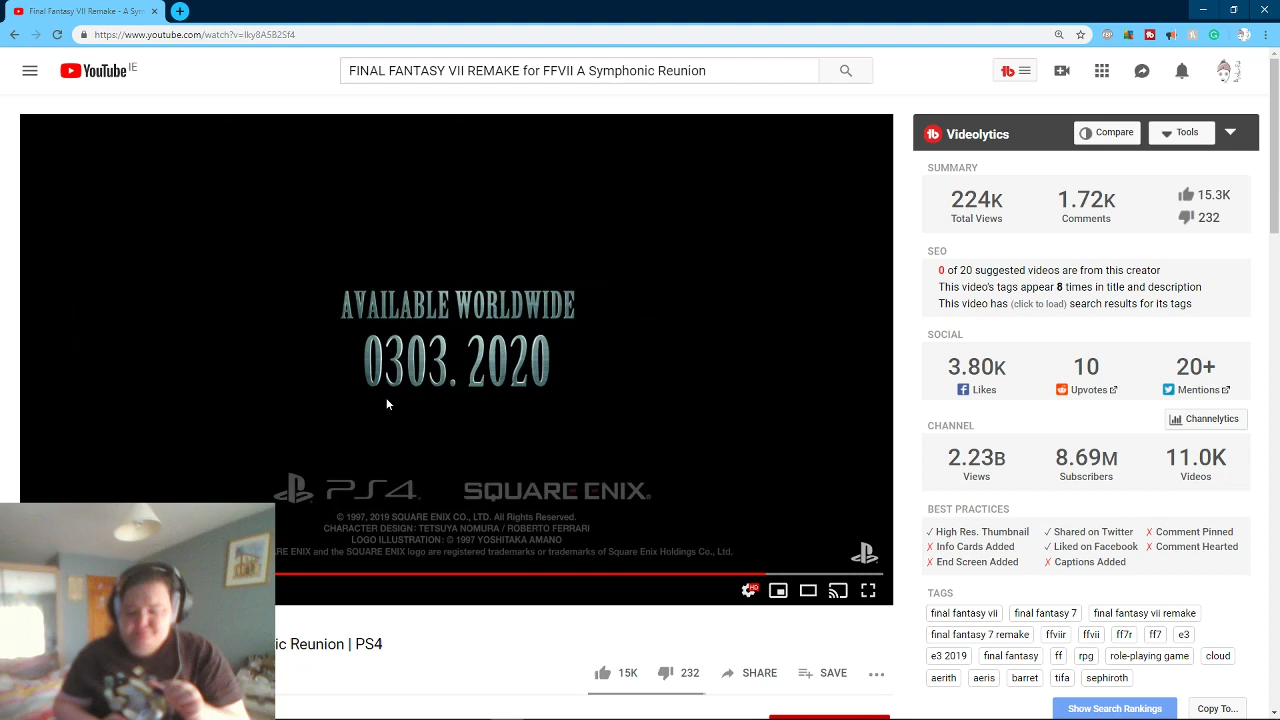 Final Fantasy VII Remake - A Sym
https://www.youtube.com/watch?v=Iky8A5B2Sf4
YouTube IE
FINAL FANTASY VII REMAKE for FFVII A Symphonic Reunion
AVAILABLE WORLDWIDE
0303. 2020
PS4
SQUARE ENIX
© 1997, 2019 SQUARE ENIX CO., LTD. All Rights Reserved.
CHARACTER DESIGN: TETSUYA NOMURA / ROBERTO FERRARI
LOGO ILLUSTRATION: © 1997 YOSHITAKA AMANO
RE ENIX and the SQUARE ENIX logo are registered trademarks or trademarks of Square Enix Holdings Co., Ltd.
HD
ic Reunion | PS4
15K 232 SHARE SAVE
Videolytics Compare Tools
SUMMARY
224K 1.72K 15.3K
Total Views Comments 232
SEO
0 of 20 suggested videos are from this creator
This video's tags appear 8 times in title and description
This video has (click to load) search results for its tags
SOCIAL
3.80K 10 20+
Likes Upvotes Mentions
CHANNEL Channelytics
2.23B 8.69M 11.0K
Views Subscribers Videos
BEST PRACTICES
✓ High Res. Thumbnail ✓ Shared on Twitter ✗ Comment Pinned
✗ Info Cards Added ✓ Liked on Facebook ✗ Comment Hearted
✗ End Screen Added ✗ Captions Added
TAGS
final fantasy vii final fantasy 7 final fantasy vii remake
final fantasy 7 remake ffviir ffvii ff7r ff7 e3
e3 2019 final fantasy ff rpg role-playing game cloud
aerith aeris barret tifa sephiroth
Show Search Rankings Copy To...